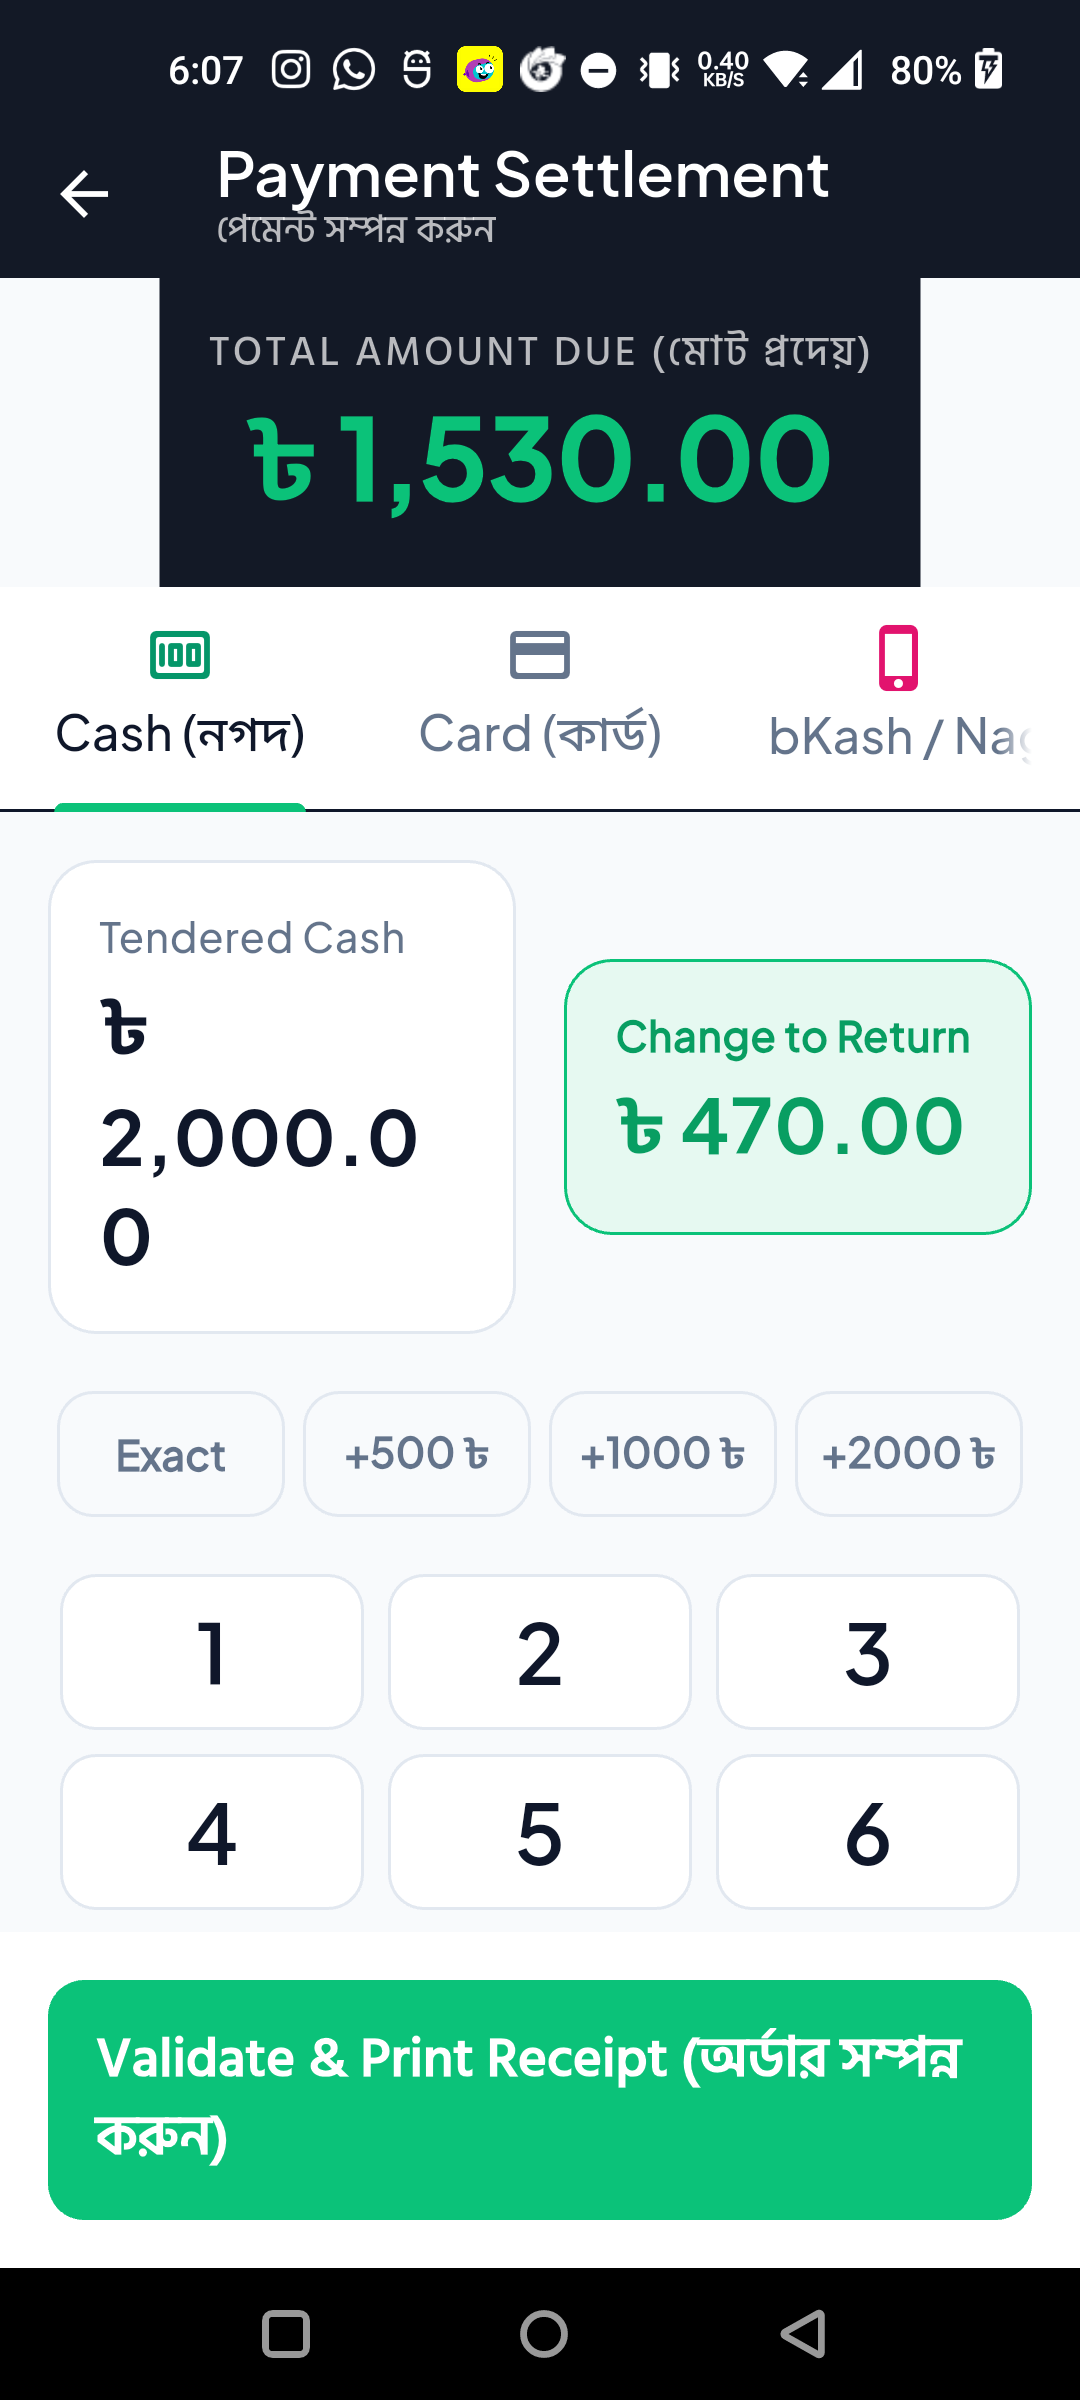 6:07
0.40
KB/S
80%
Payment Settlement
পেমেন্ট সম্পন্ন করুন
TOTAL AMOUNT DUE (মোট প্রদেয়)
৳ 1,530.00
100
Cash (নগদ)
Card (কার্ড)
bKash / Nag
Tendered Cash
৳
2,000.0
0
Change to Return
৳ 470.00
Exact
+500 ৳
+1000 ৳
+2000 ৳
1
2
3
4
5
6
Validate & Print Receipt (অর্ডার সম্পন্ন
করুন)